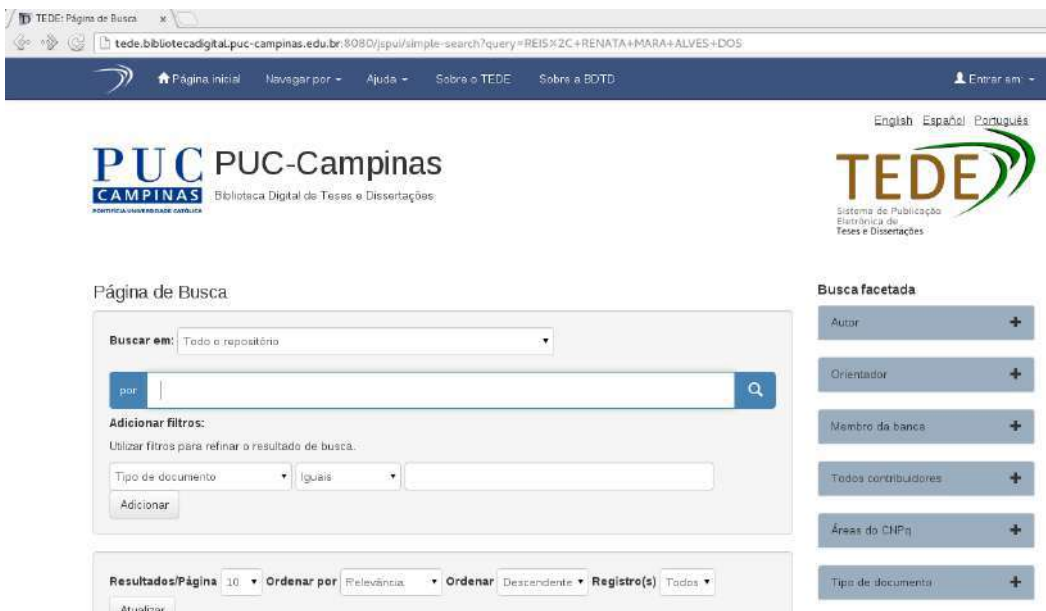 TEDE: Página de Busca x
tede.bibliotecadigital.puc-campinas.edu.br:8080/jspui/simple-search?query=REIS%2C+RENATA+MARA+ALVES+DOS
Página inicial Navegar por Ajuda Sobre o TEDE Sobre a BDTD Entrar em:
English Español Português
PUC
CAMPINAS
PONTIFÍCIA UNIVERSIDADE CATÓLICA
PUC-Campinas
Biblioteca Digital de Teses e Dissertações
TEDE
Sistema de Publicação
Eletrônica de
Teses e Dissertações
Página de Busca
Buscar em: Todo o repositório
por
Adicionar filtros:
Utilizar filtros para refinar o resultado de busca.
Tipo de documento Iguais
Adicionar
Resultados/Página 10 Ordenar por Relevância Ordenar Descendente Registro(s) Todos
Atualizar
Busca facetada
Autor +
Orientador +
Membro da banca +
Todos contribuidores +
Áreas do CNPq +
Tipo de documento +